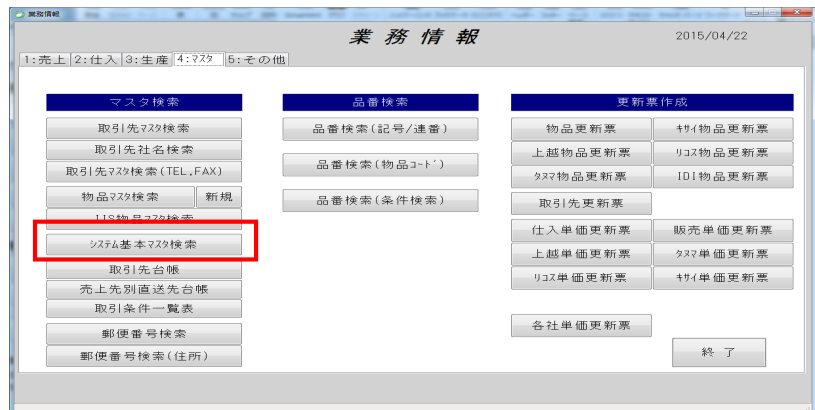 業務情報
業務情報
2015/04/22
1:売上 2:仕入 3:生産 4:ﾏｽﾀ 5:その他
マスタ検索
取引先ﾏｽﾀ検索
取引先社名検索
取引先ﾏｽﾀ検索(TEL,FAX)
物品ﾏｽﾀ検索 新規
システム基本ﾏｽﾀ検索
取引先台帳
売上先別直送先台帳
取引条件一覧表
郵便番号検索
郵便番号検索(住所)
品番検索
品番検索(記号/連番)
品番検索(物品ｺｰﾄﾞ)
品番検索(条件検索)
更新票作成
物品更新票 ｷｻｲ物品更新票
上越物品更新票 ﾘｺｽ物品更新票
ﾀﾇﾏ物品更新票 IDI物品更新票
取引先更新票
仕入単価更新票 販売単価更新票
上越単価更新票 ﾀﾇﾏ単価更新票
ﾘｺｽ単価更新票 ｷｻｲ単価更新票
各社単価更新票
終了